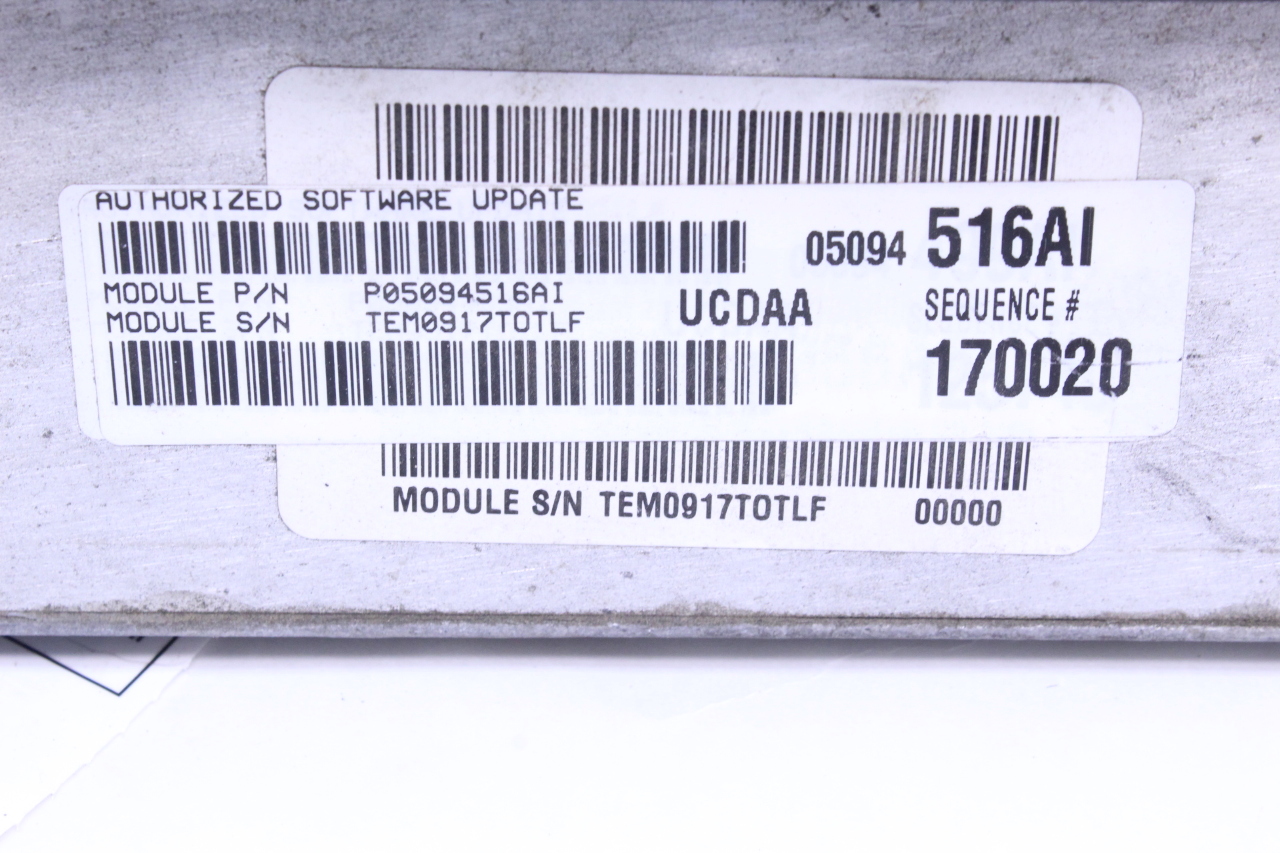 AUTHORIZED SOFTWARE UPDATE
05094 516AI
MODULE P/N P05094516AI
UCDAA SEQUENCE #
MODULE S/N TEM0917TOTLF
170020
MODULE S/N TEM0917TOTLF 00000